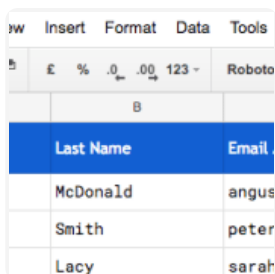 Insert Format Data Tools
£ % .0 .00 123 Roboto
B
Last Name Email
McDonald angus
Smith peter
Lacy sarah